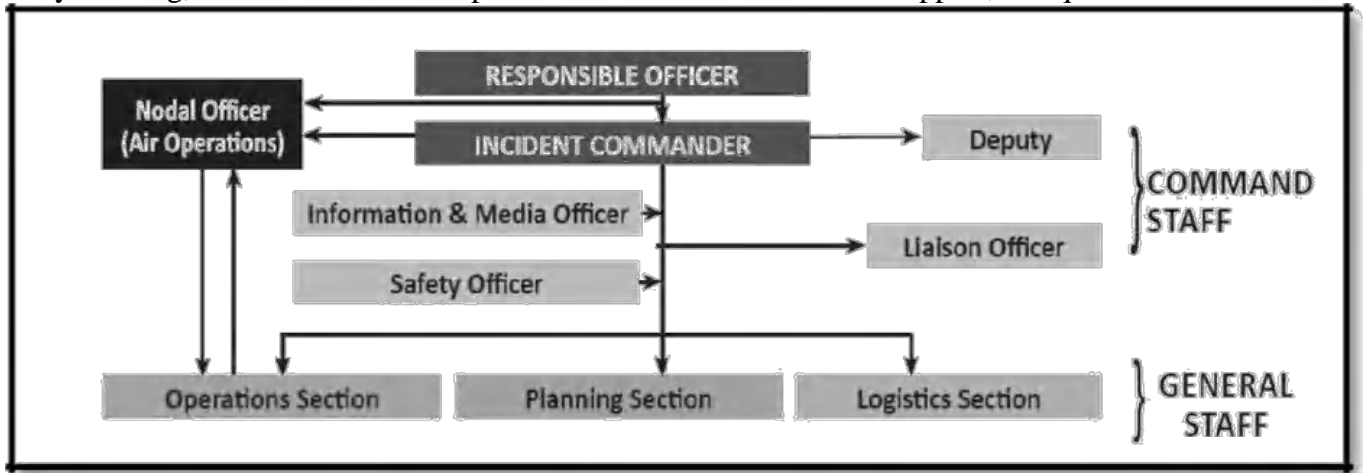 RESPONSIBLE OFFICER
Nodal Officer
(Air Operations)
INCIDENT COMMANDER
Deputy
COMMAND
STAFF
Information & Media Officer
Liaison Officer
Safety Officer
Operations Section
Planning Section
Logistics Section
GENERAL
STAFF